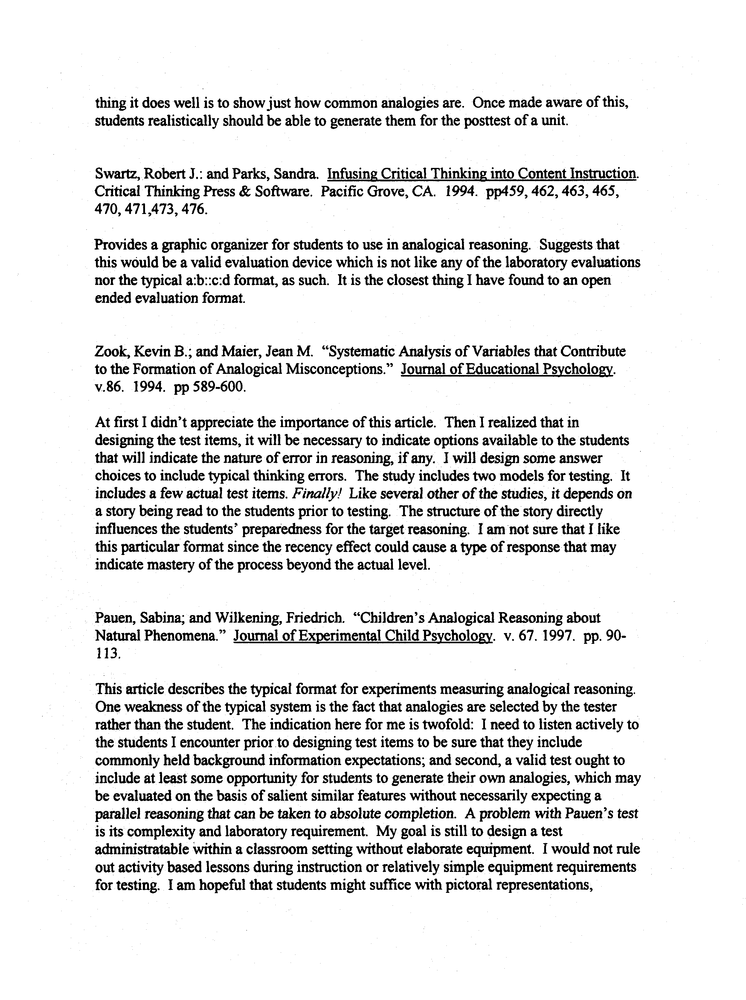 thing it does well is to show just how common analogies are. Once made aware of this,
students realistically should be able to generate them for the posttest of a unit.
Swartz, Robert J.: and Parks, Sandra. Infusing Critical Thinking into Content Instruction.
Critical Thinking Press & Software. Pacific Grove, CA. 1994. pp459, 462, 463, 465,
470, 471,473, 476.
Provides a graphic organizer for students to use in analogical reasoning. Suggests that
this would be a valid evaluation device which is not like any of the laboratory evaluations
nor the typical a:b::c:d format, as such. It is the closest thing I have found to an open
ended evaluation format.
Zook, Kevin B.; and Maier, Jean M. “Systematic Analysis of Variables that Contribute
to the Formation of Analogical Misconceptions.” Journal of Educational Psychology.
v.86. 1994. pp 589-600.
At first I didn’t appreciate the importance of this article. Then I realized that in
designing the test items, it will be necessary to indicate options available to the students
that will indicate the nature of error in reasoning, if any. I will design some answer
choices to include typical thinking errors. The study includes two models for testing. It
includes a few actual test items. Finally! Like several other of the studies, it depends on
a story being read to the students prior to testing. The structure of the story directly
influences the students’ preparedness for the target reasoning. I am not sure that I like
this particular format since the recency effect could cause a type of response that may
indicate mastery of the process beyond the actual level.
Pauen, Sabina; and Wilkening, Friedrich. “Children’s Analogical Reasoning about
Natural Phenomena.” Journal of Experimental Child Psychology. v. 67. 1997. pp. 90-
113.
This article describes the typical format for experiments measuring analogical reasoning.
One weakness of the typical system is the fact that analogies are selected by the tester
rather than the student. The indication here for me is twofold: I need to listen actively to
the students I encounter prior to designing test items to be sure that they include
commonly held background information expectations; and second, a valid test ought to
include at least some opportunity for students to generate their own analogies, which may
be evaluated on the basis of salient similar features without necessarily expecting a
parallel reasoning that can be taken to absolute completion. A problem with Pauen’s test
is its complexity and laboratory requirement. My goal is still to design a test
administratable within a classroom setting without elaborate equipment. I would not rule
out activity based lessons during instruction or relatively simple equipment requirements
for testing. I am hopeful that students might suffice with pictoral representations,